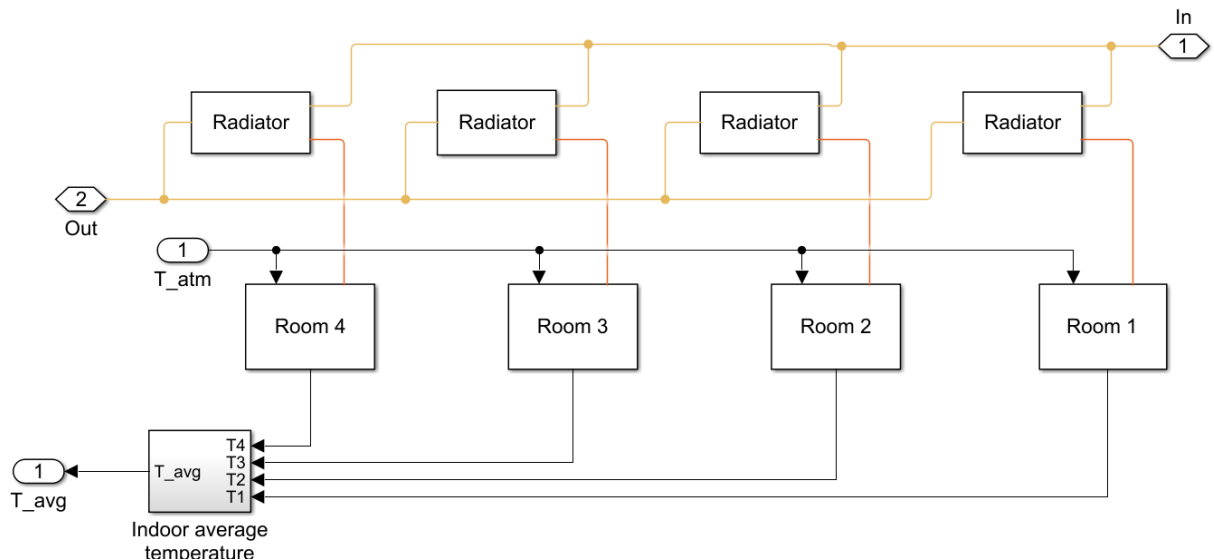 In
1
Radiator
Radiator
Radiator
Radiator
2
Out
1
T_atm
Room 4
Room 3
Room 2
Room 1
T4
T3
T2
T1
T_avg
1
T_avg
Indoor average
temperature